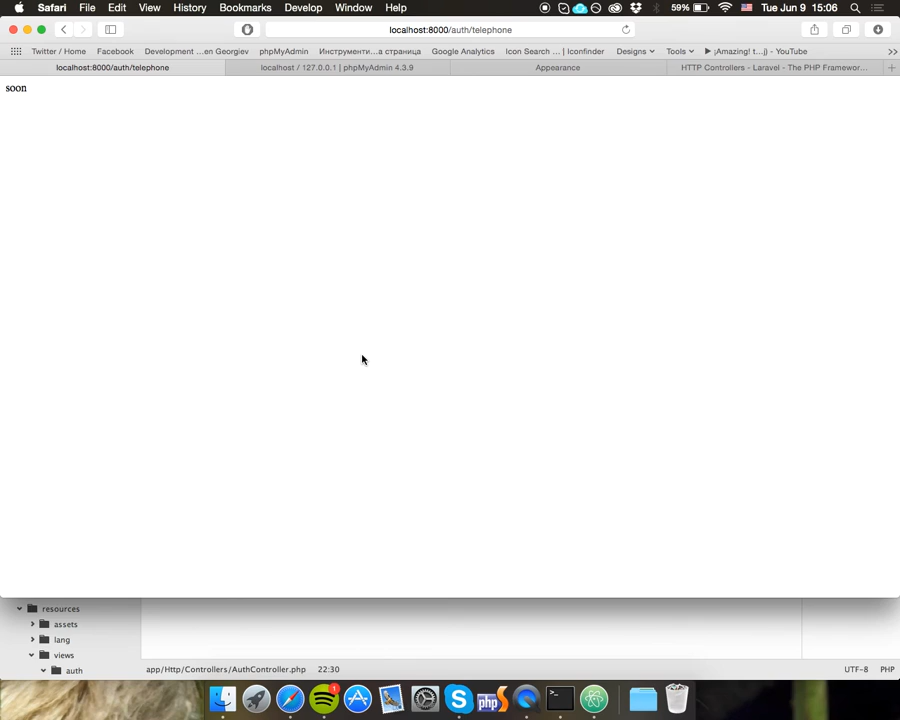 Safari File Edit View History Bookmarks Develop Window Help 59% Tue Jun 9 15:06
localhost:8000/auth/telephone
Twitter / Home Facebook Development ...en Georgiev phpMyAdmin Инструменти...а страница Google Analytics Icon Search ... | Iconfinder Designs Tools ¡Amazing! t...j) - YouTube
localhost:8000/auth/telephone localhost / 127.0.0.1 | phpMyAdmin 4.3.9 Appearance HTTP Controllers - Laravel - The PHP Framewor...
soon
resources
assets
lang
views
auth
app/Http/Controllers/AuthController.php 22:30 UTF-8 PHP
1
php